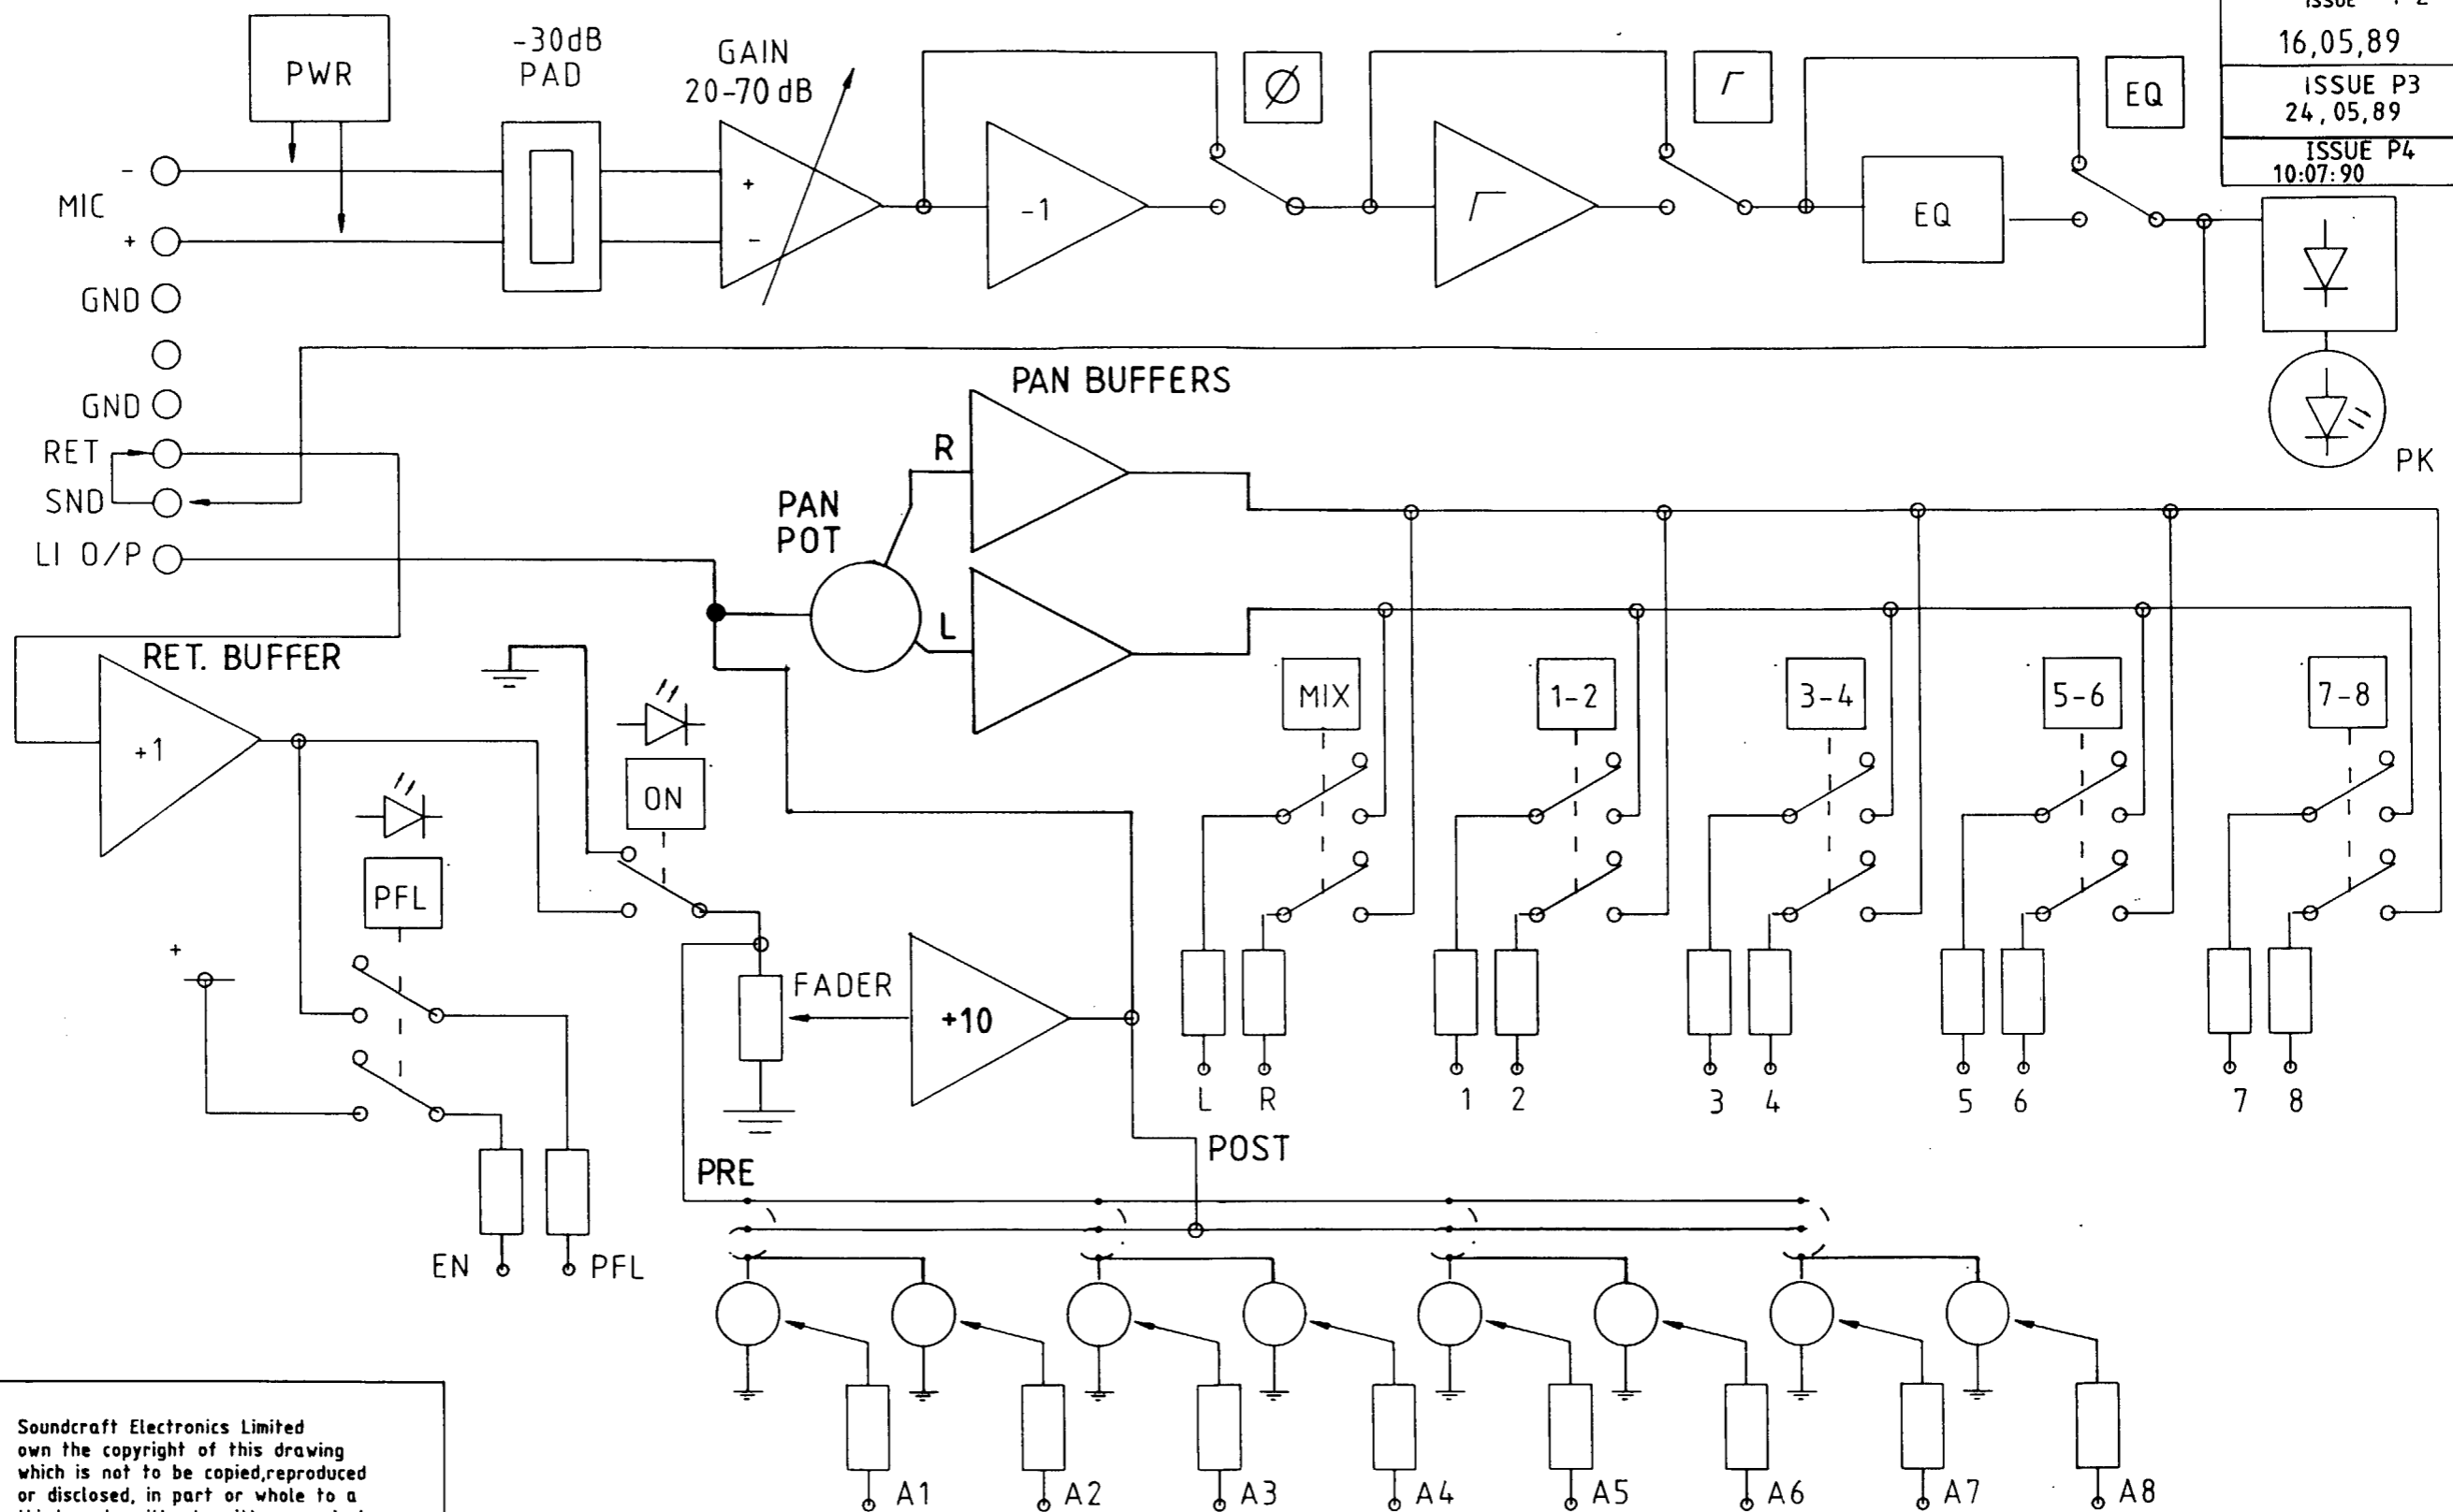 PWR
-30dB
PAD
GAIN
20-70 dB
Ø
EQ
ISSUE
16,05,89
ISSUE P3
24,05,89
ISSUE P4
10:07:90
-
MIC
+
+
-
-1
EQ
GND
GND
RET
SND
LI O/P
PK
PAN BUFFERS
R
PAN
POT
L
RET. BUFFER
+1
MIX
1-2
3-4
5-6
7-8
ON
PFL
+
FADER
+10
L R
1 2
3 4
5 6
7 8
POST
PRE
EN
PFL
A1
A2
A3
A4
A5
A6
A7
A8
Soundcraft Electronics Limited
own the copyright of this drawing
which is not to be copied,reproduced
or disclosed, in part or whole to a